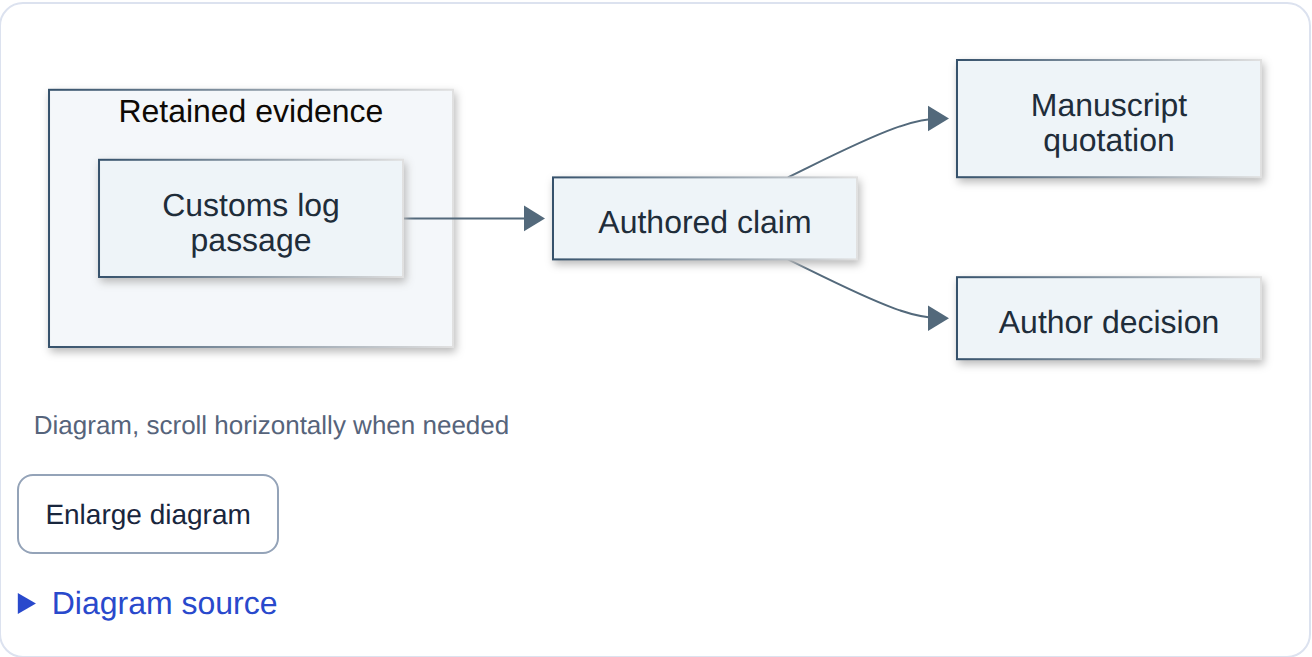 Retained evidence
Customs log
passage
Authored claim
Manuscript
quotation
Author decision
Diagram, scroll horizontally when needed
Enlarge diagram
Diagram source